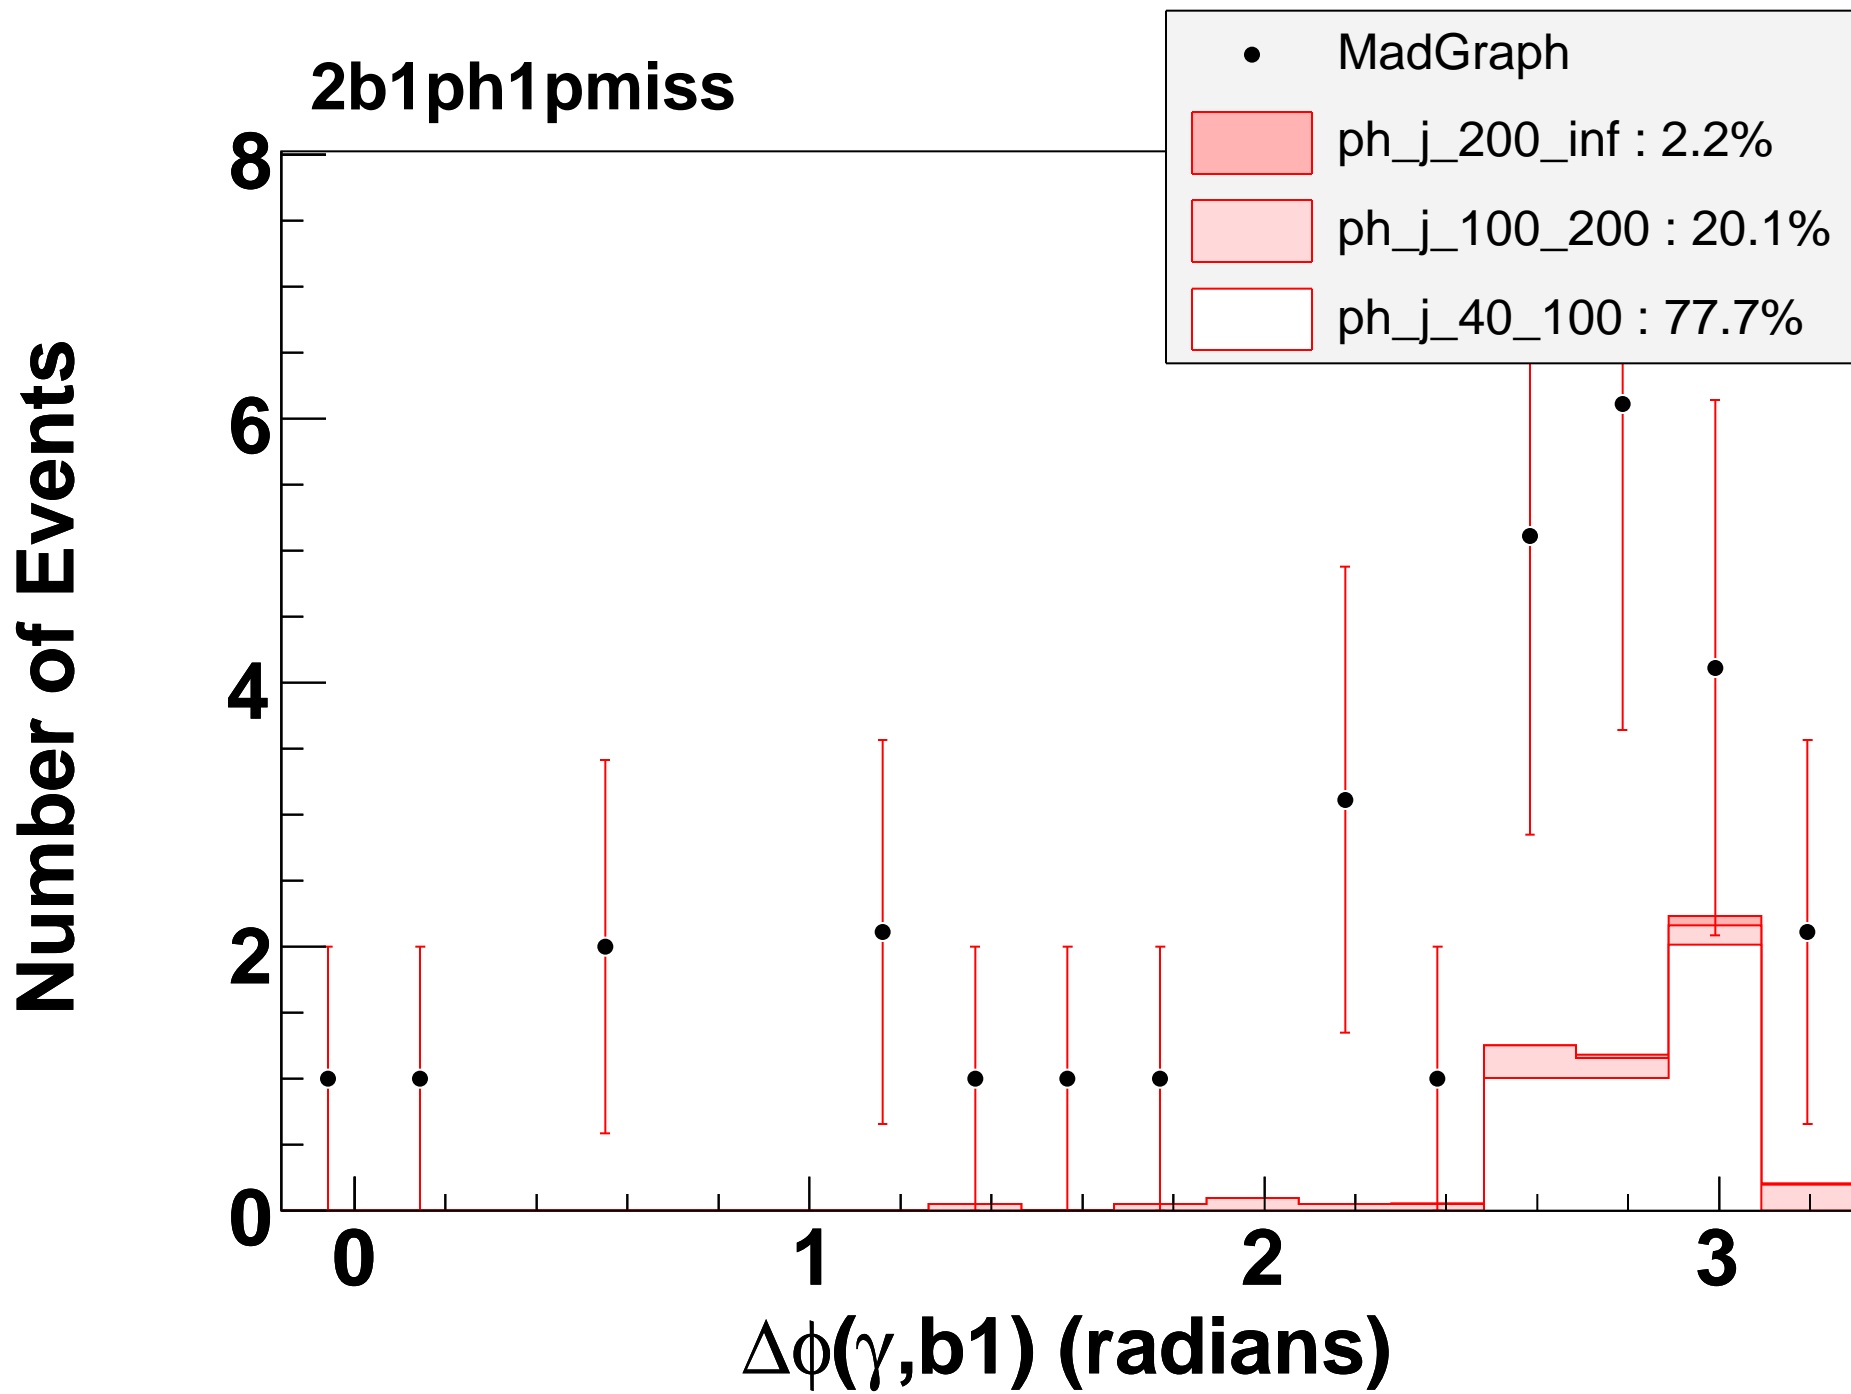 2b1ph1pmiss
MadGraph
ph_j_200_inf : 2.2%
ph_j_100_200 : 20.1%
ph_j_40_100 : 77.7%
Number of Events
8
6
4
2
0
0 1 2 3
Δϕ(γ,b1) (radians)